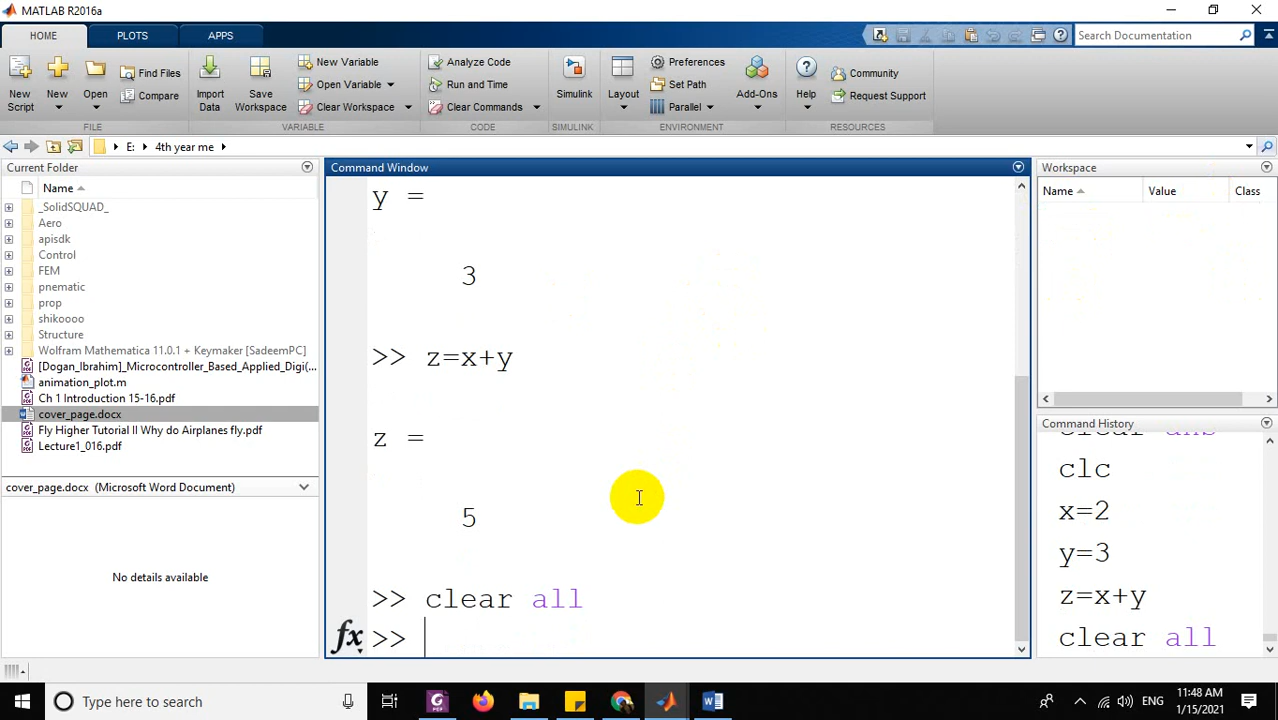 MATLAB R2016a
HOME PLOTS APPS
Search Documentation
New Script
New
Open
Find Files
Compare
Import Data
Save Workspace
New Variable
Open Variable
Clear Workspace
Analyze Code
Run and Time
Clear Commands
Simulink
Layout
Preferences
Set Path
Parallel
Add-Ons
Help
Community
Request Support
FILE VARIABLE CODE SIMULINK ENVIRONMENT RESOURCES
E: 4th year me
Current Folder
Name
_SolidSQUAD_
Aero
apisdk
Control
FEM
pnematic
prop
shikoooo
Structure
Wolfram Mathematica 11.0.1 + Keymaker [SadeemPC]
[Dogan_Ibrahim]_Microcontroller_Based_Applied_Digi(...
animation_plot.m
Ch 1 Introduction 15-16.pdf
cover_page.docx
Fly Higher Tutorial II Why do Airplanes fly.pdf
Lecture1_016.pdf
cover_page.docx (Microsoft Word Document)
No details available
Command Window
y =
3
>> z=x+y
z =
5
>> clear all
fx >>
Workspace
Name Value Class
Command History
clear ans
clc
x=2
y=3
z=x+y
clear all
Type here to search
ENG
11:48 AM
1/15/2021